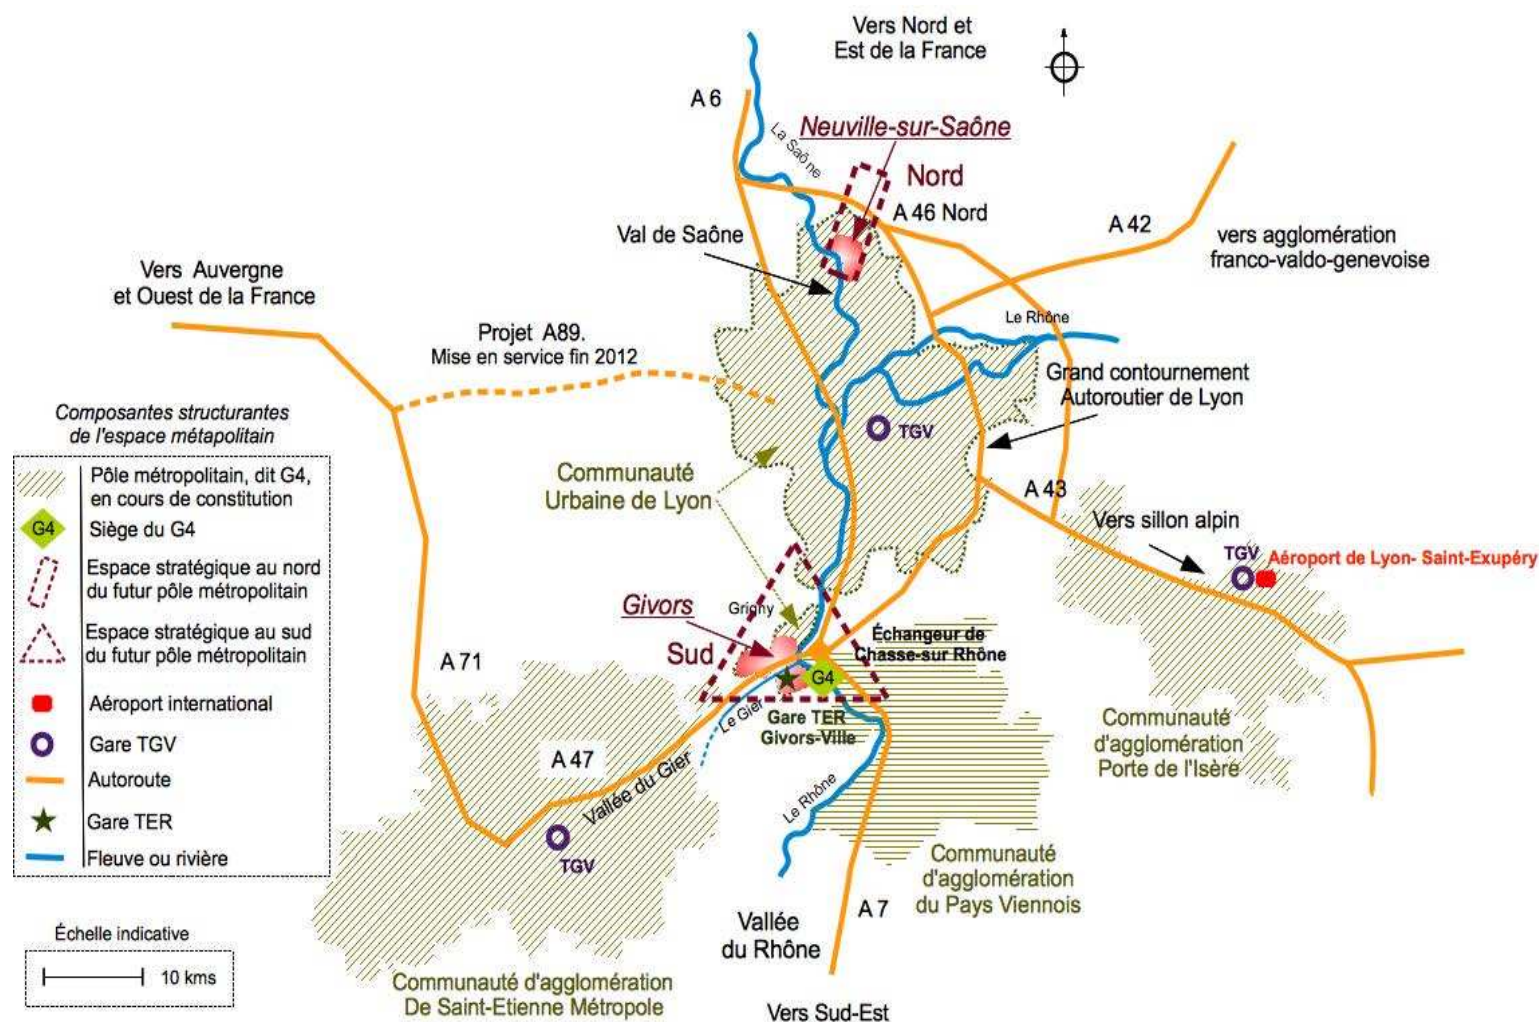 Vers Nord et
Est de la France
A 6
La Saône
Neuville-sur-Saône
Nord
A 46 Nord
A 42
Val de Saône
vers agglomération
franco-valdo-genevoise
Vers Auvergne
et Ouest de la France
Projet A89.
Mise en service fin 2012
Le Rhône
Grand contournement
Autoroutier de Lyon
TGV
Communauté
Urbaine de Lyon
A 43
Vers sillon alpin
TGV
Aéroport de Lyon- Saint-Exupéry
Grigny
Givors
Sud
Échangeur de
Chasse-sur Rhône
G4
Gare TER
Givors-Ville
Le Gier
A 71
A 47
Vallée du Gier
TGV
Le Rhône
Communauté
d'agglomération
Porte de l'Isère
Communauté
d'agglomération
du Pays Viennois
A 7
Vallée
du Rhône
Communauté d'agglomération
De Saint-Etienne Métropole
Vers Sud-Est
Composantes structurantes
de l'espace métapolitain
Pôle métropolitain, dit G4,
en cours de constitution
G4
Siège du G4
Espace stratégique au nord
du futur pôle métropolitain
Espace stratégique au sud
du futur pôle métropolitain
Aéroport international
Gare TGV
Autoroute
Gare TER
Fleuve ou rivière
Échelle indicative
10 kms